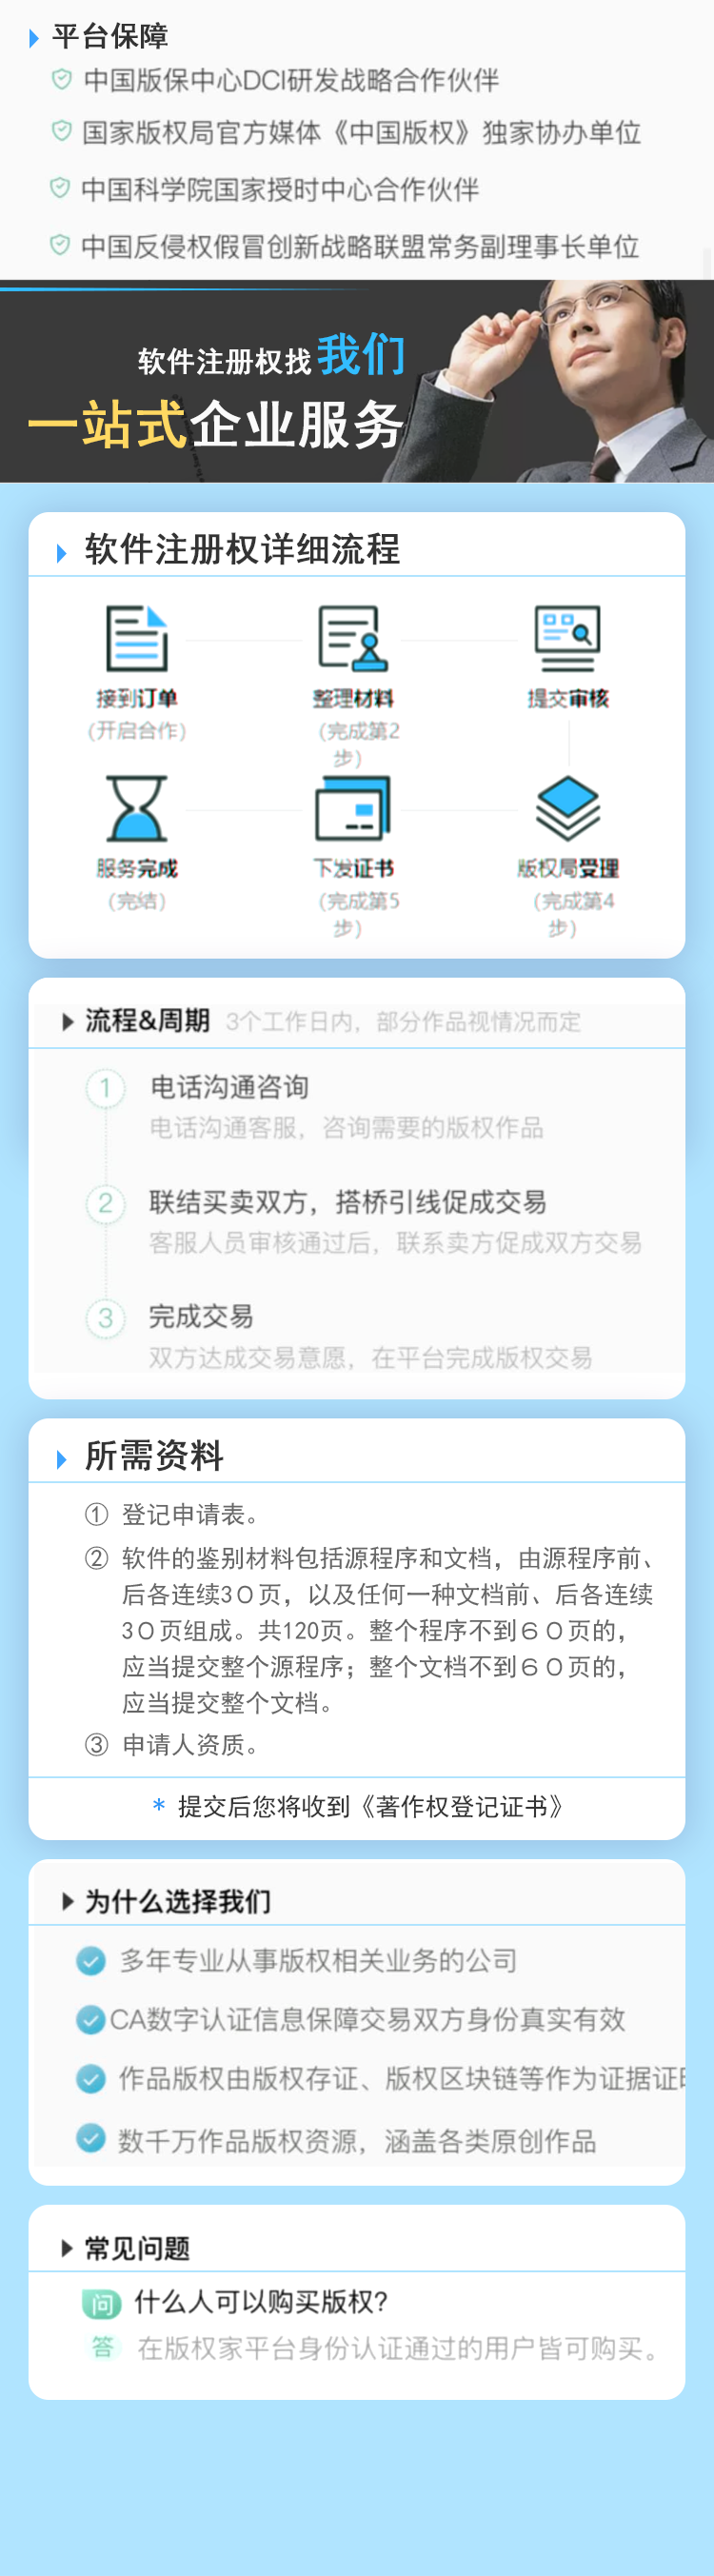 平台保障
中国版保中心DCI研发战略合作伙伴
国家版权局官方媒体《中国版权》独家协办单位
中国科学院国家授时中心合作伙伴
中国反侵权假冒创新战略联盟常务副理事长单位
软件注册权找我们
一站式企业服务
软件注册权详细流程
接到订单
整理材料
提交审核
（开启合作）
（完成第2
步）
服务完成
下发证书
版权局受理
（完结）
（完成第5
步）
（完成第4
步）
流程&周期 3个工作日内，部分作品视情况而定
1 电话沟通咨询
电话沟通客服，咨询需要的版权作品
2 联结买卖双方，搭桥引线促成交易
客服人员审核通过后，联系卖方促成双方交易
3 完成交易
双方达成交易意愿，在平台完成版权交易
所需资料
① 登记申请表。
② 软件的鉴别材料包括源程序和文档，由源程序前、
后各连续3０页，以及任何一种文档前、后各连续
3０页组成。共120页。整个程序不到６０页的，
应当提交整个源程序；整个文档不到６０页的，
应当提交整个文档。
③ 申请人资质。
* 提交后您将收到《著作权登记证书》
为什么选择我们
多年专业从事版权相关业务的公司
CA数字认证信息保障交易双方身份真实有效
作品版权由版权存证、版权区块链等作为证据证
数千万作品版权资源，涵盖各类原创作品
常见问题
问 什么人可以购买版权?
答 在版权家平台身份认证通过的用户皆可购买。